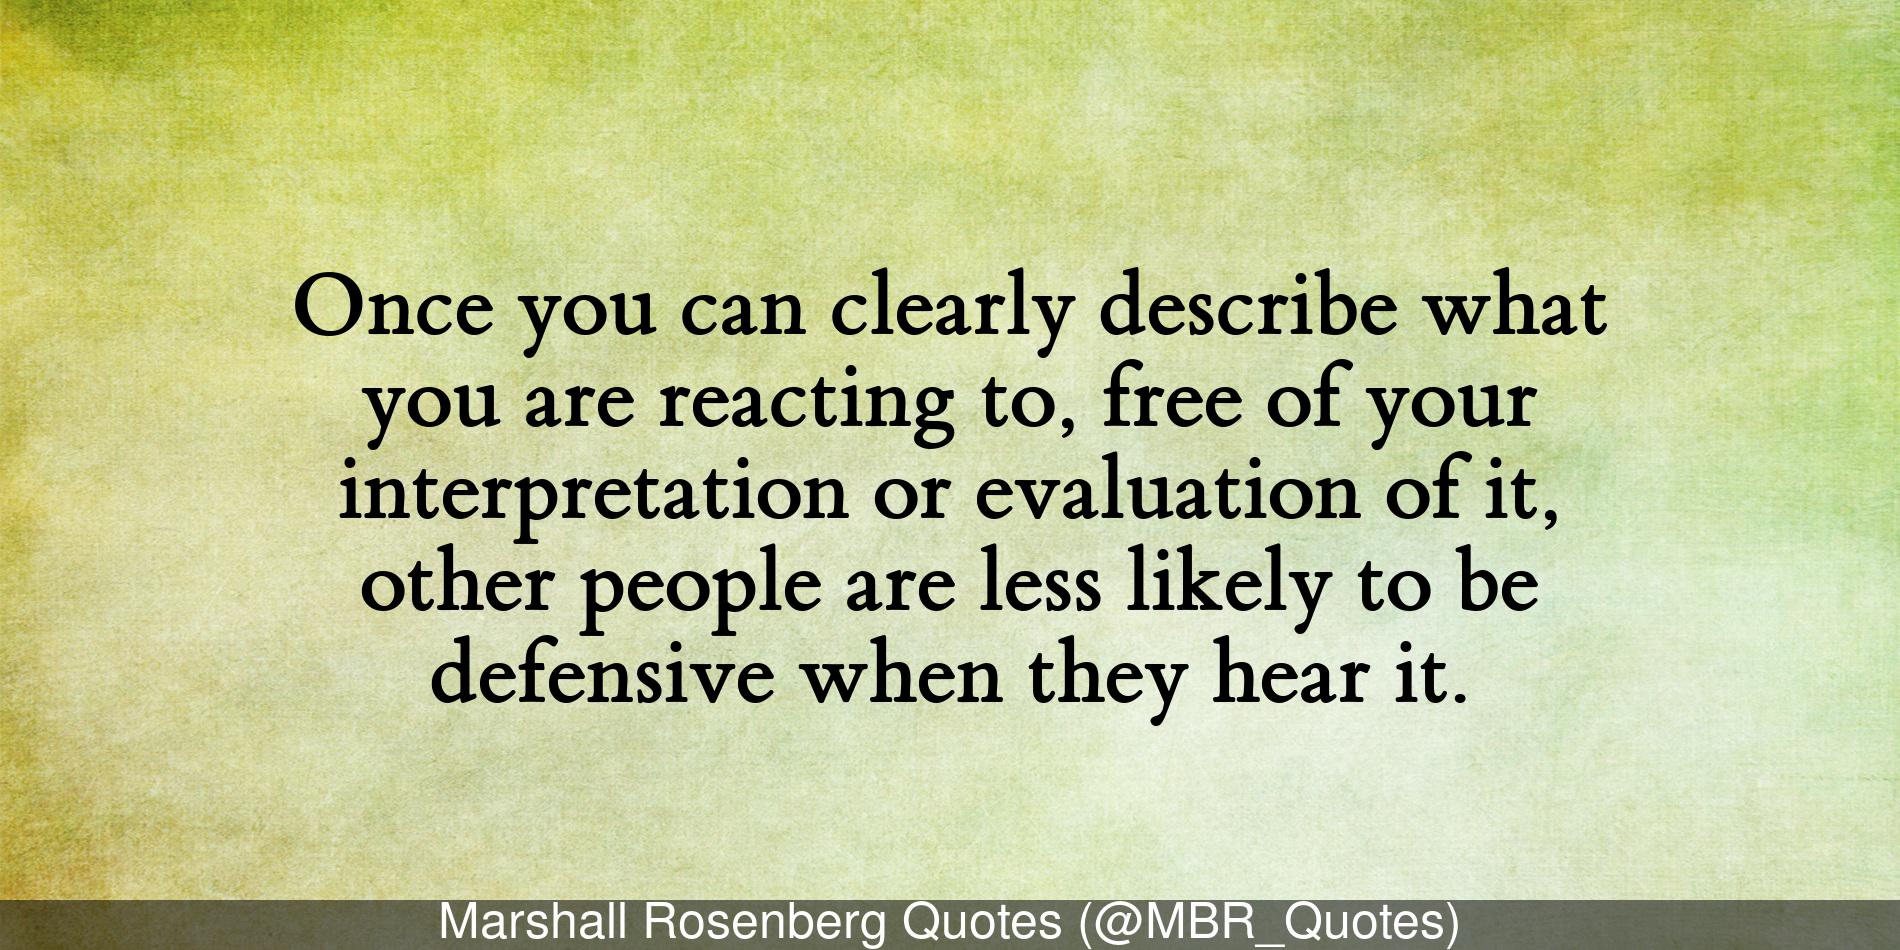 Once you can clearly describe what
you are reacting to, free of your
interpretation or evaluation of it,
other people are less likely to be
defensive when they hear it.
Marshall Rosenberg Quotes (@MBR_Quotes)